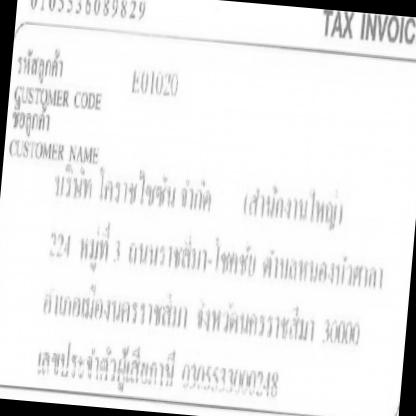 0105536089829
TAX INVOIC
รหัสลูกค้า
CUSTOMER CODE E01020
ชื่อลูกค้า
CUSTOMER NAME
บริษัท โคราชไซซัน จำกัด (สำนักงานใหญ่)
224 หมู่ที่ 3 ถนนราชสีมา-โชคชัย ตำบลหนองบัวศาลา
อำเภอเมืองนครราชสีมา จังหวัดนครราชสีมา 30000
เลขประจำตัวผู้เสียภาษี 0305533000248